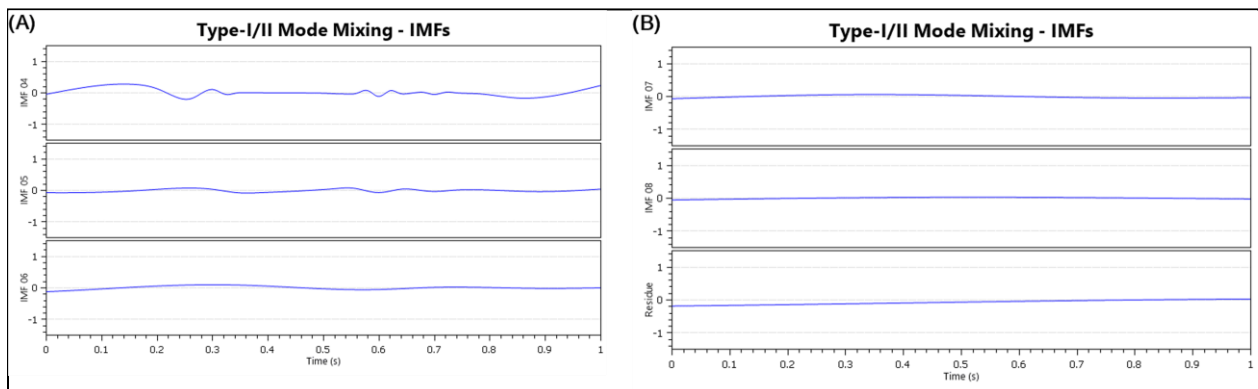 (A)
Type-I/II Mode Mixing - IMFs
IMF 04
1
0
-1
IMF 05
1
0
-1
IMF 06
1
0
-1
0 0.1 0.2 0.3 0.4 0.5 0.6 0.7 0.8 0.9 1
Time (s)
(B)
Type-I/II Mode Mixing - IMFs
IMF 07
1
0
-1
IMF 08
1
0
-1
Residue
1
0
-1
0 0.1 0.2 0.3 0.4 0.5 0.6 0.7 0.8 0.9 1
Time (s)